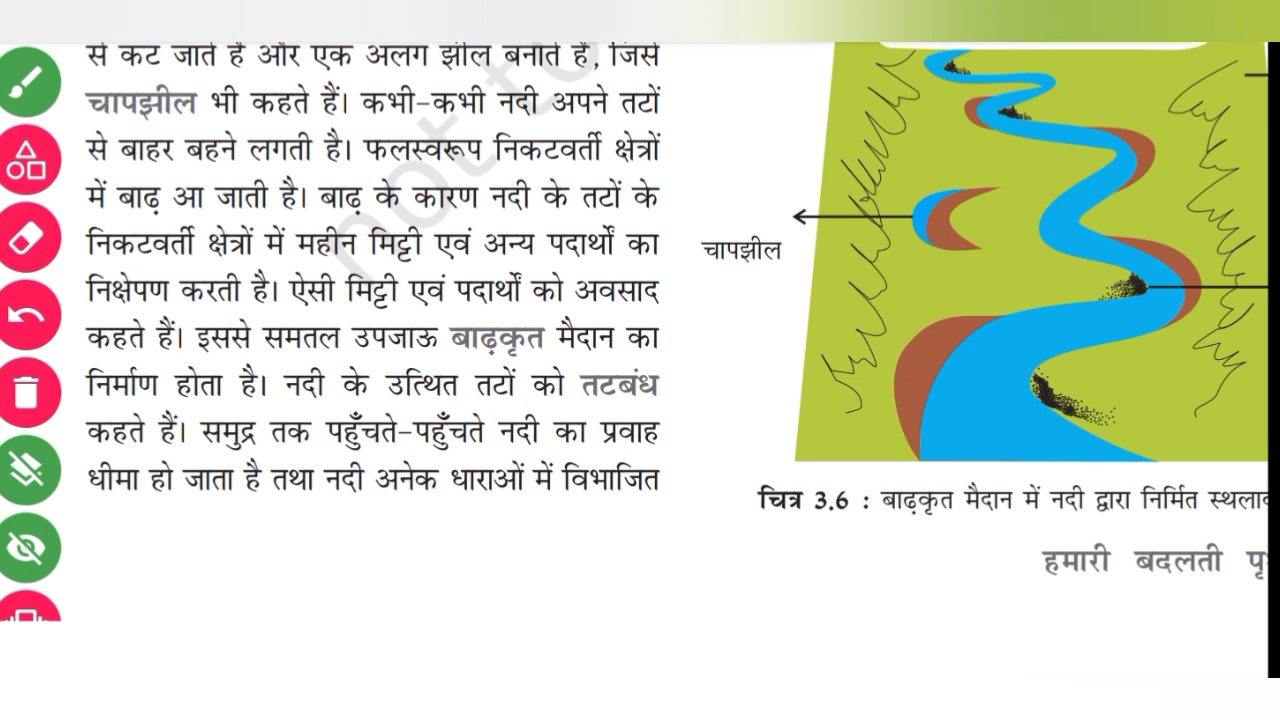 से कट जाते हैं और एक अलग झील बनाते हैं, जिसे
चापझील भी कहते हैं। कभी-कभी नदी अपने तटों
से बाहर बहने लगती है। फलस्वरूप निकटवर्ती क्षेत्रों
में बाढ़ आ जाती है। बाढ़ के कारण नदी के तटों के
निकटवर्ती क्षेत्रों में महीन मिट्टी एवं अन्य पदार्थों का
निक्षेपण करती है। ऐसी मिट्टी एवं पदार्थों को अवसाद
कहते हैं। इससे समतल उपजाऊ बाढ़कृत मैदान का
निर्माण होता है। नदी के उत्थित तटों को तटबंध
कहते हैं। समुद्र तक पहुँचते-पहुँचते नदी का प्रवाह
धीमा हो जाता है तथा नदी अनेक धाराओं में विभाजित
not to
चापझील
चित्र 3.6 : बाढ़कृत मैदान में नदी द्वारा निर्मित
हमारी बदलती